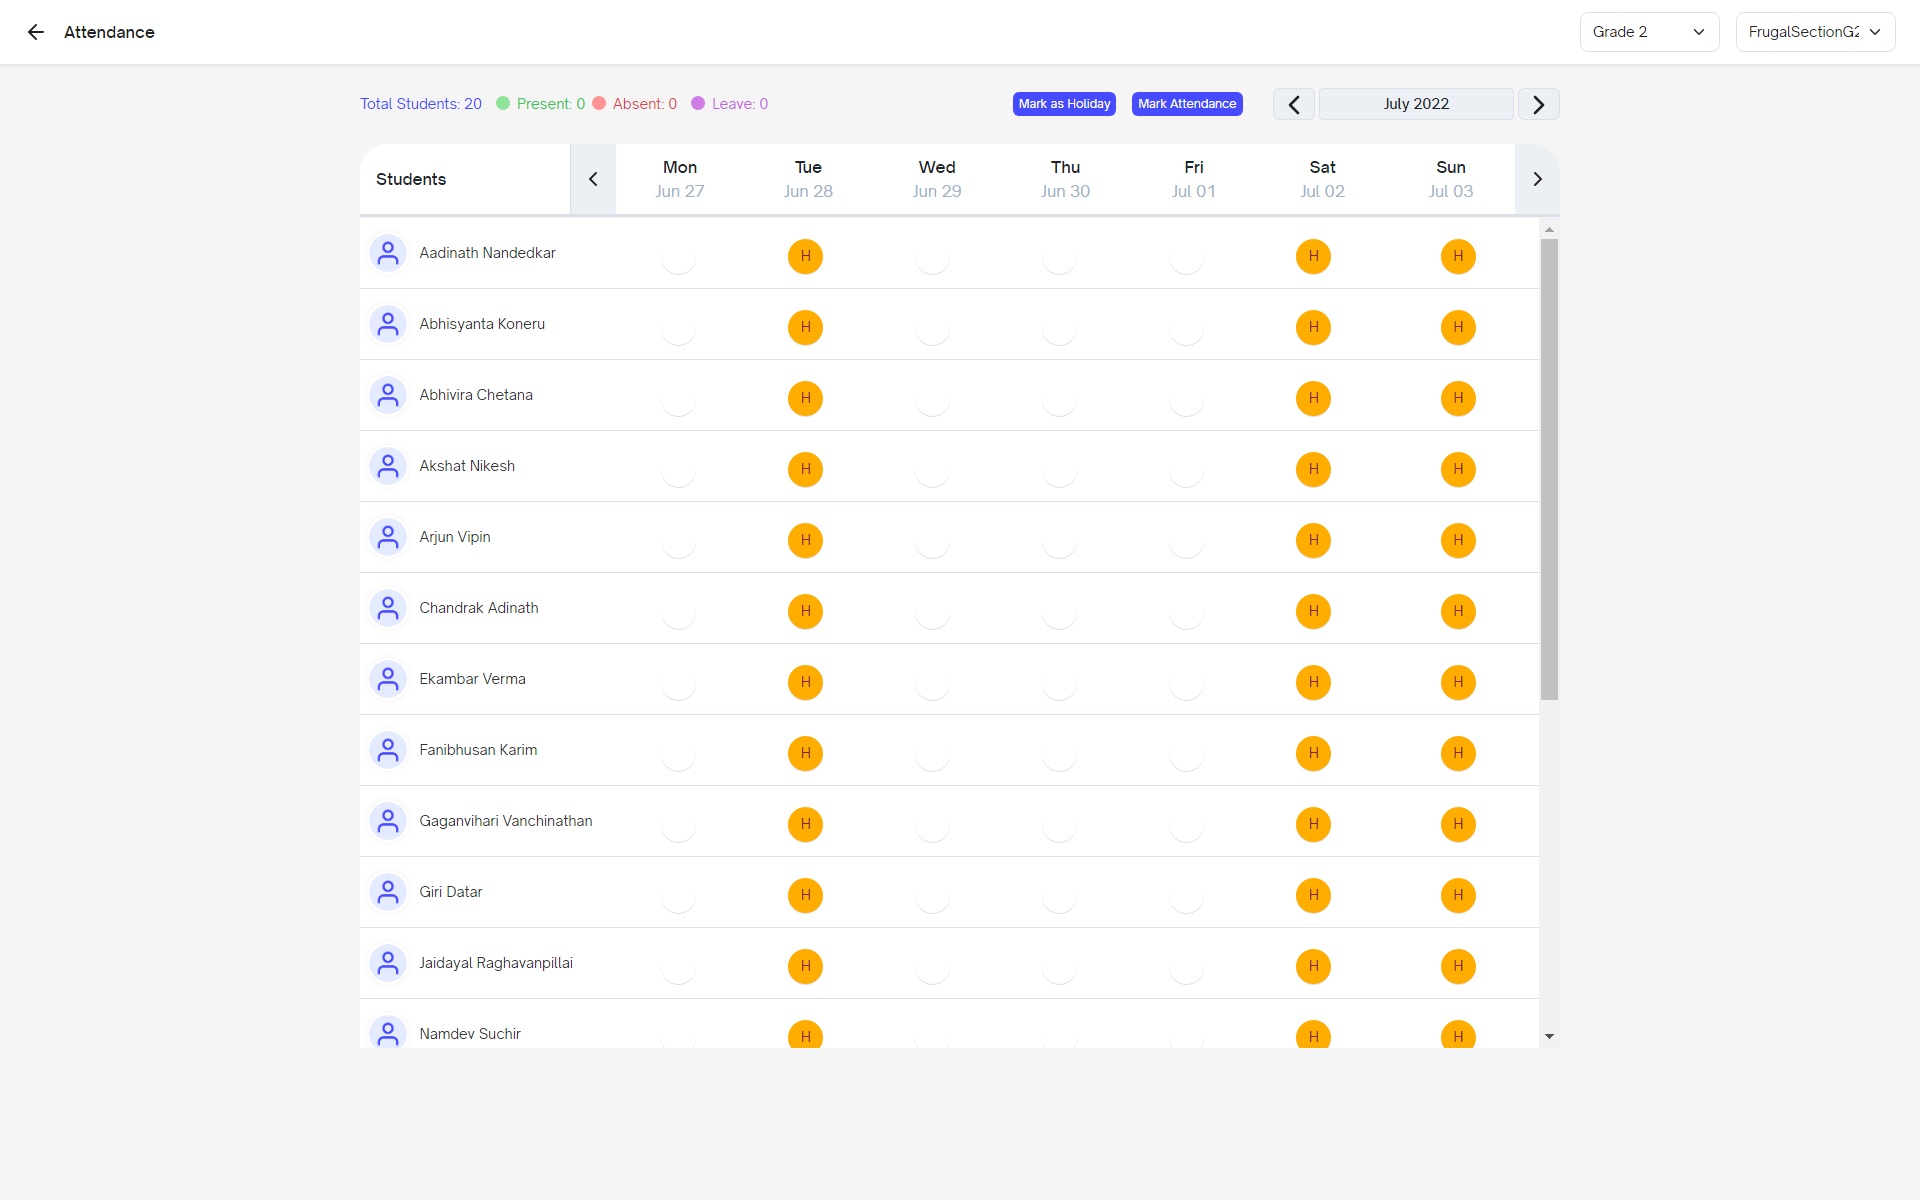 Attendance
Grade 2
FrugalSectionG2
Total Students: 20 Present: 0 Absent: 0 Leave: 0
Mark as Holiday
Mark Attendance
July 2022
Students Mon Tue Wed Thu Fri Sat Sun
Jun 27 Jun 28 Jun 29 Jun 30 Jul 01 Jul 02 Jul 03
Aadinath Nandedkar H H H
Abhisyanta Koneru H H H
Abhivira Chetana H H H
Akshat Nikesh H H H
Arjun Vipin H H H
Chandrak Adinath H H H
Ekambar Verma H H H
Fanibhusan Karim H H H
Gaganvihari Vanchinathan H H H
Giri Datar H H H
Jaidayal Raghavanpillai H H H
Namdev Suchir H H H